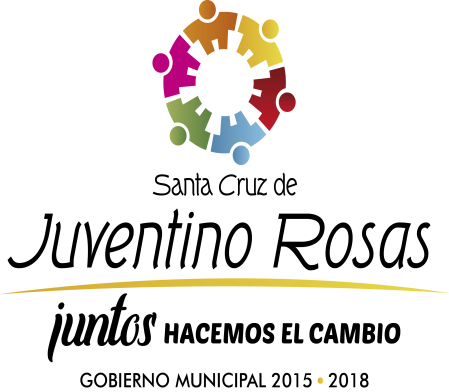 Santa Cruz de
Juventino Rosas
juntos HACEMOS EL CAMBIO
GOBIERNO MUNICIPAL 2015 • 2018